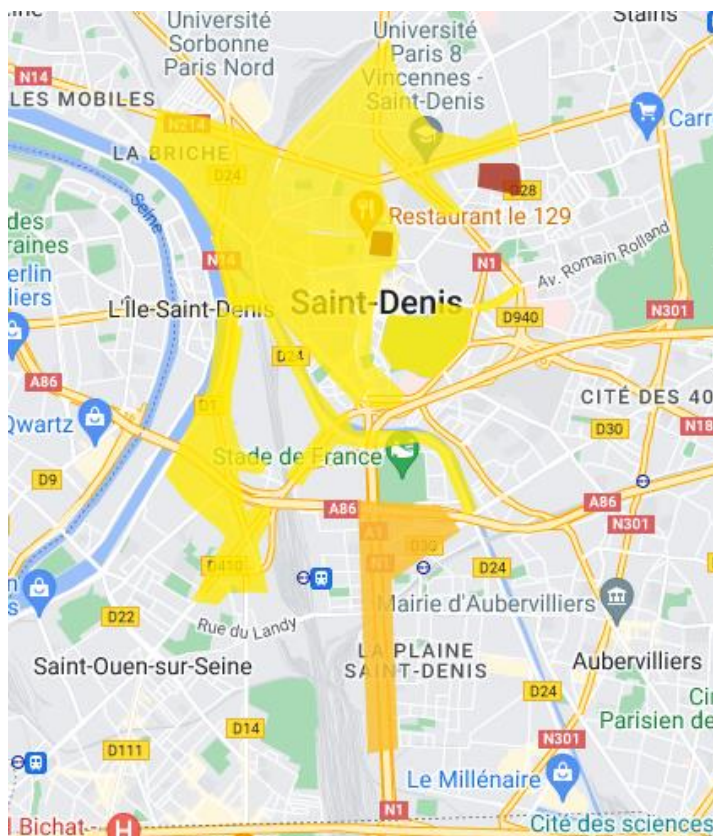 Université
Sorbonne
Paris Nord
Université
Paris 8
Vincennes -
Saint-Denis
Stains
N14
LES MOBILES
N214
Carr
LA BRICHE
D24
D28
Seine
Restaurant le 129
des
raines
N14
N1
Av. Romain Rolland
erlin
lliers
L'Île-Saint-Denis
Saint-Denis
N301
D940
D24
A86
CITÉ DES 40
D1
Qwartz
D30
N18
Stade de France
D9
A86
A86
N301
A1
D30
N1
D410
D24
Mairie d'Aubervilliers
D22
Rue du Landy
LA PLAINE
SAINT-DENIS
Saint-Ouen-sur-Seine
Aubervilliers
D24
Ci
Parisien de
D14
D111
N301
Le Millénaire
N1
Bichat
H
Cité des sciences